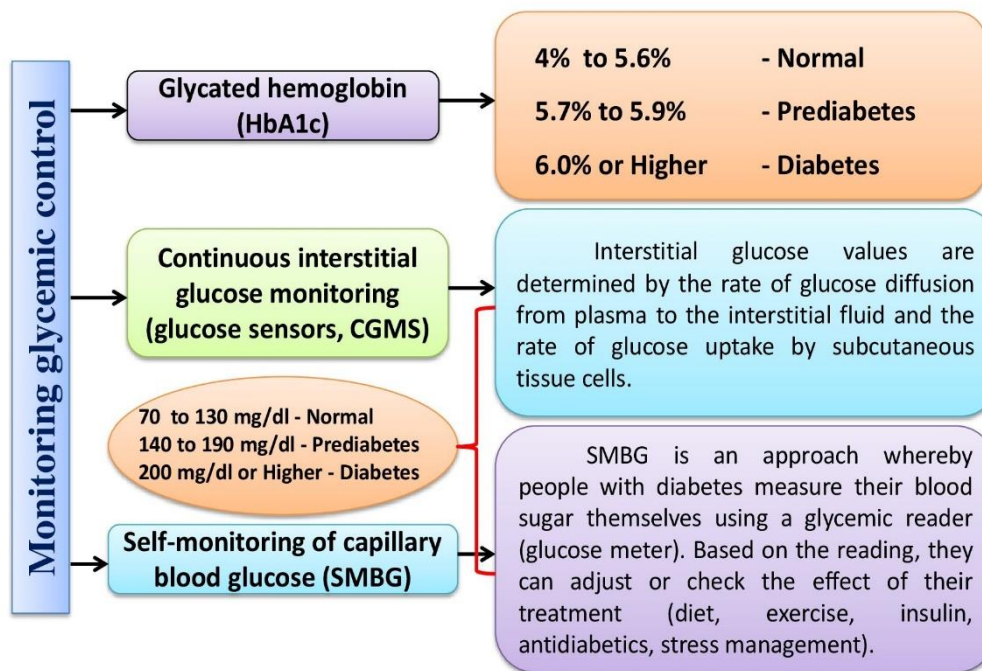 Monitoring glycemic control
Glycated hemoglobin
(HbA1c)
4% to 5.6% - Normal
5.7% to 5.9% - Prediabetes
6.0% or Higher - Diabetes
Continuous interstitial
glucose monitoring
(glucose sensors, CGMS)
Interstitial glucose values are
determined by the rate of glucose diffusion
from plasma to the interstitial fluid and the
rate of glucose uptake by subcutaneous
tissue cells.
70 to 130 mg/dl - Normal
140 to 190 mg/dl - Prediabetes
200 mg/dl or Higher - Diabetes
Self-monitoring of capillary
blood glucose (SMBG)
SMBG is an approach whereby
people with diabetes measure their blood
sugar themselves using a glycemic reader
(glucose meter). Based on the reading, they
can adjust or check the effect of their
treatment (diet, exercise, insulin,
antidiabetics, stress management).